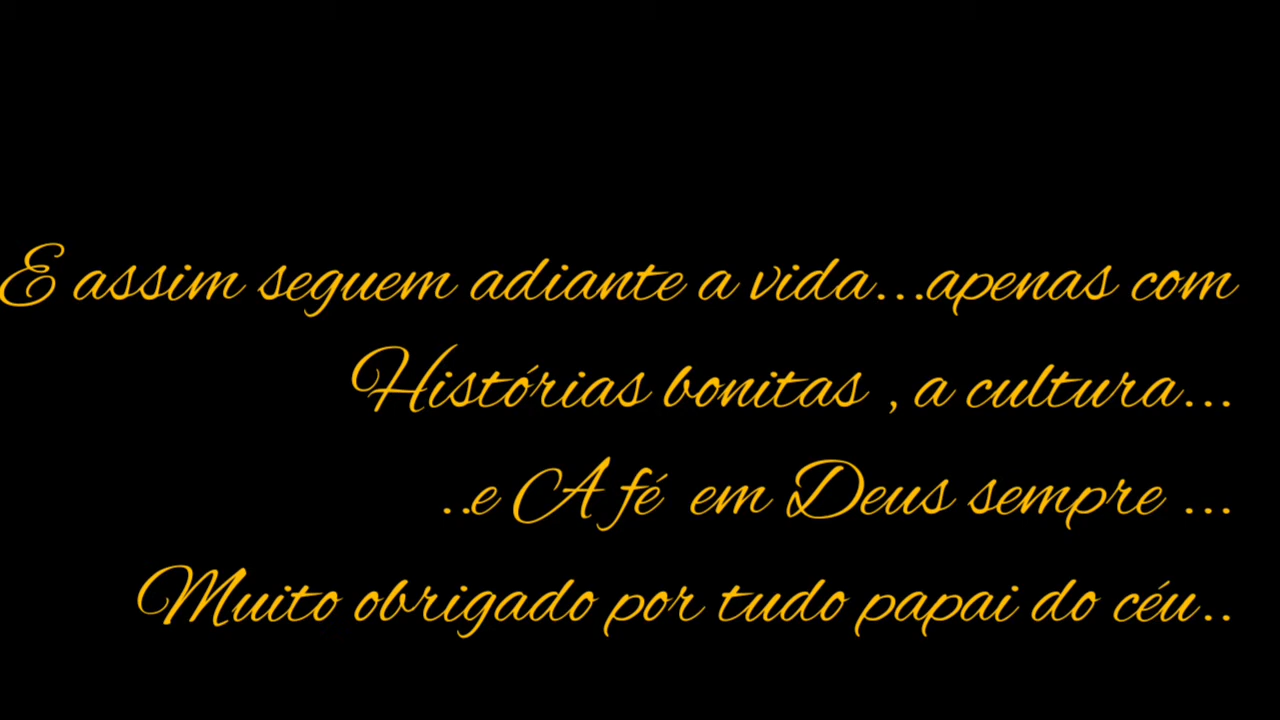 E assim seguem adiante a vida...apenas com
Histórias bonitas , a cultura...
..e A fé em Deus sempre ...
Muito obrigado por tudo papai do céu..